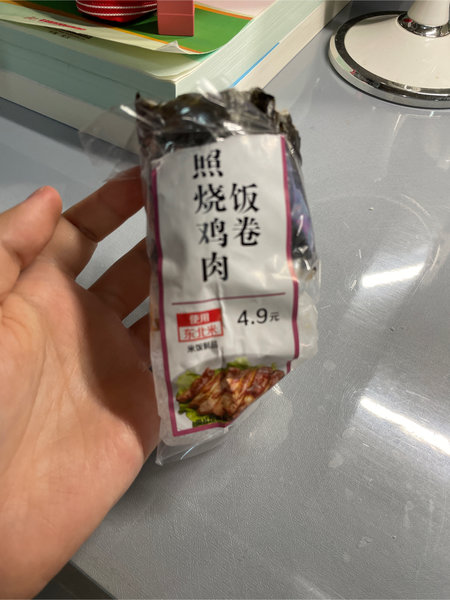 照烧鸡肉
饭卷
使用
东北米
米饭制品
4.9元